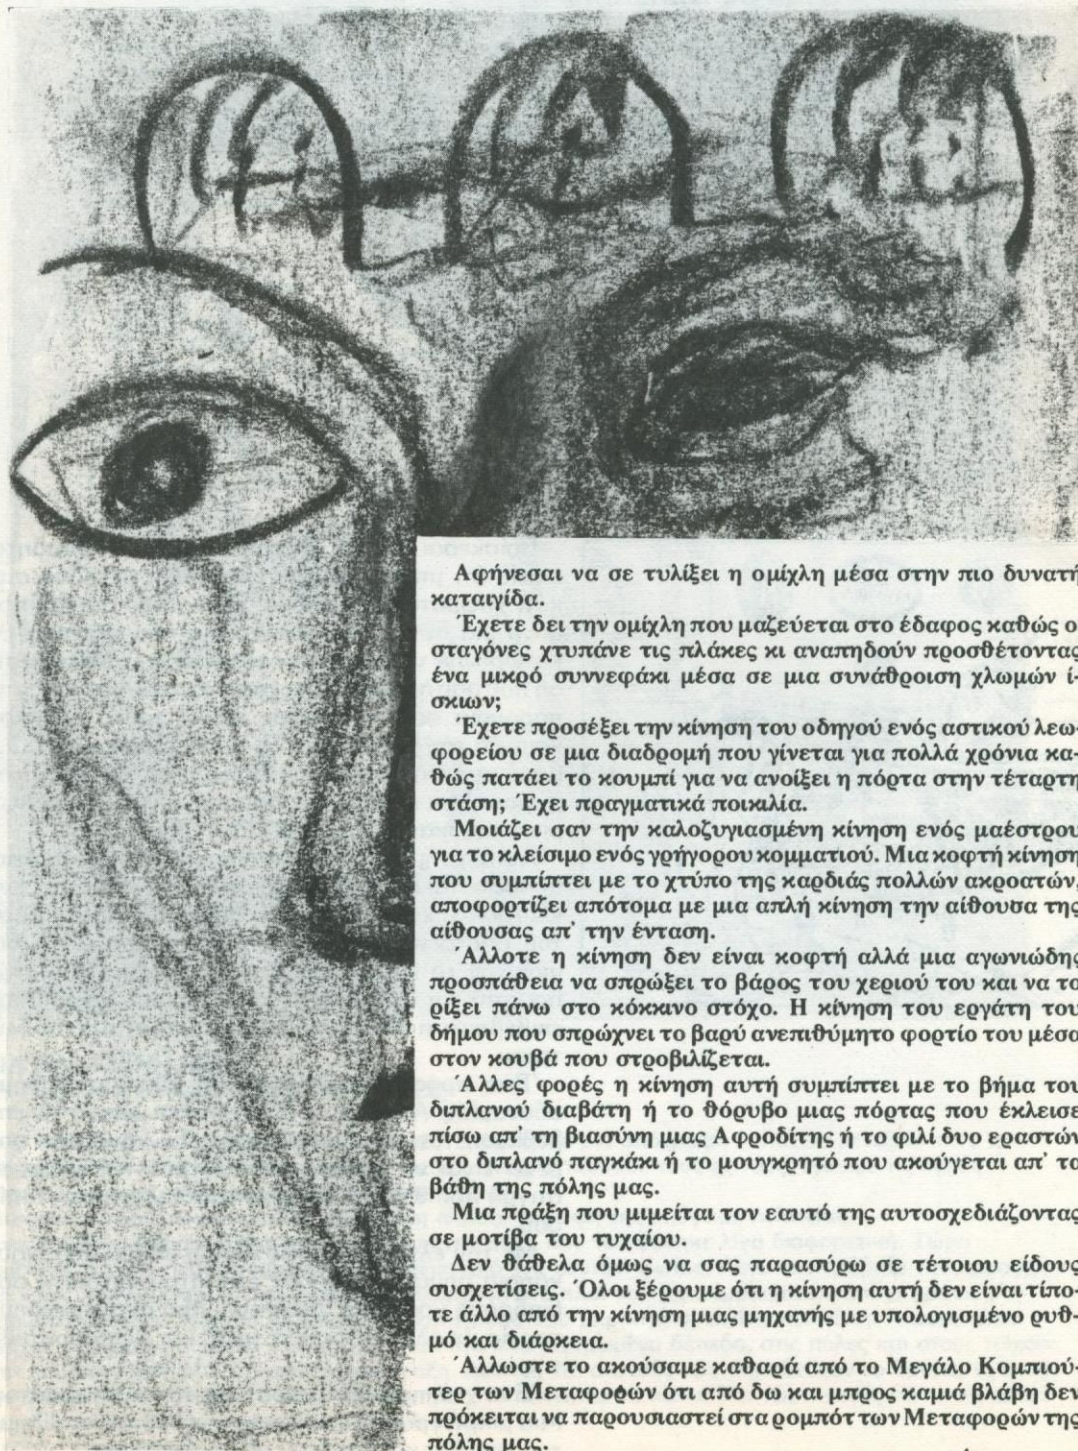 Αφήνεσαι να σε τυλίξει η ομίχλη μέσα στην πιο δυνατή
καταιγίδα.
Έχετε δει την ομίχλη που μαζεύεται στο έδαφος καθώς ο
σταγόνες χτυπάνε τις πλάκες κι αναπηδούν προσθέτοντας
ένα μικρό συννεφάκι μέσα σε μια συνάθροιση χλωμών ί-
σκιων;
Έχετε προσέξει την κίνηση του οδηγού ενός αστικού λεω-
φορείου σε μια διαδρομή που γίνεται για πολλά χρόνια κα-
θώς πατάει το κουμπί για να ανοίξει η πόρτα στην τέταρτη
στάση; Έχει πραγματικά ποικιλία.
Μοιάζει σαν την καλοζυγιασμένη κίνηση ενός μαέστρου
για το κλείσιμο ενός γρήγορου κομματιού. Μια κοφτή κίνηση
που συμπίπτει με το χτύπο της καρδιάς πολλών ακροατών,
αποφορτίζει απότομα με μια απλή κίνηση την αίθουσα της
αίθουσας απ' την ένταση.
Άλλοτε η κίνηση δεν είναι κοφτή αλλά μια αγωνιώδης
προσπάθεια να σπρώξει το βάρος του χεριού του και να το
ρίξει πάνω στο κόκκινο στόχο. Η κίνηση του εργάτη του
δήμου που σπρώχνει το βαρύ ανεπιθύμητο φορτίο του μέσα
στον κουβά που στροβιλίζεται.
Άλλες φορές η κίνηση αυτή συμπίπτει με το βήμα του
διπλανού διαβάτη ή το θόρυβο μιας πόρτας που έκλεισε
πίσω απ' τη βιασύνη μιας Αφροδίτης ή το φιλί δυο εραστών
στο διπλανό παγκάκι ή το μουγκρητό που ακούγεται απ' τα
βάθη της πόλης μας.
Μια πράξη που μιμείται τον εαυτό της αυτοσχεδιάζοντας
σε μοτίβα του τυχαίου.
Δεν θάθελα όμως να σας παρασύρω σε τέτοιου είδους
συσχετίσεις. Όλοι ξέρουμε ότι η κίνηση αυτή δεν είναι τίπο-
τε άλλο από την κίνηση μιας μηχανής με υπολογισμένο ρυθ-
μό και διάρκεια.
Άλλωστε το ακούσαμε καθαρά από το Μεγάλο Κομπιού-
τερ των Μεταφορών ότι από δω και μπρος καμιά βλάβη δεν
πρόκειται να παρουσιαστεί στα ρομπότ των Μεταφορών της
πόλης μας.